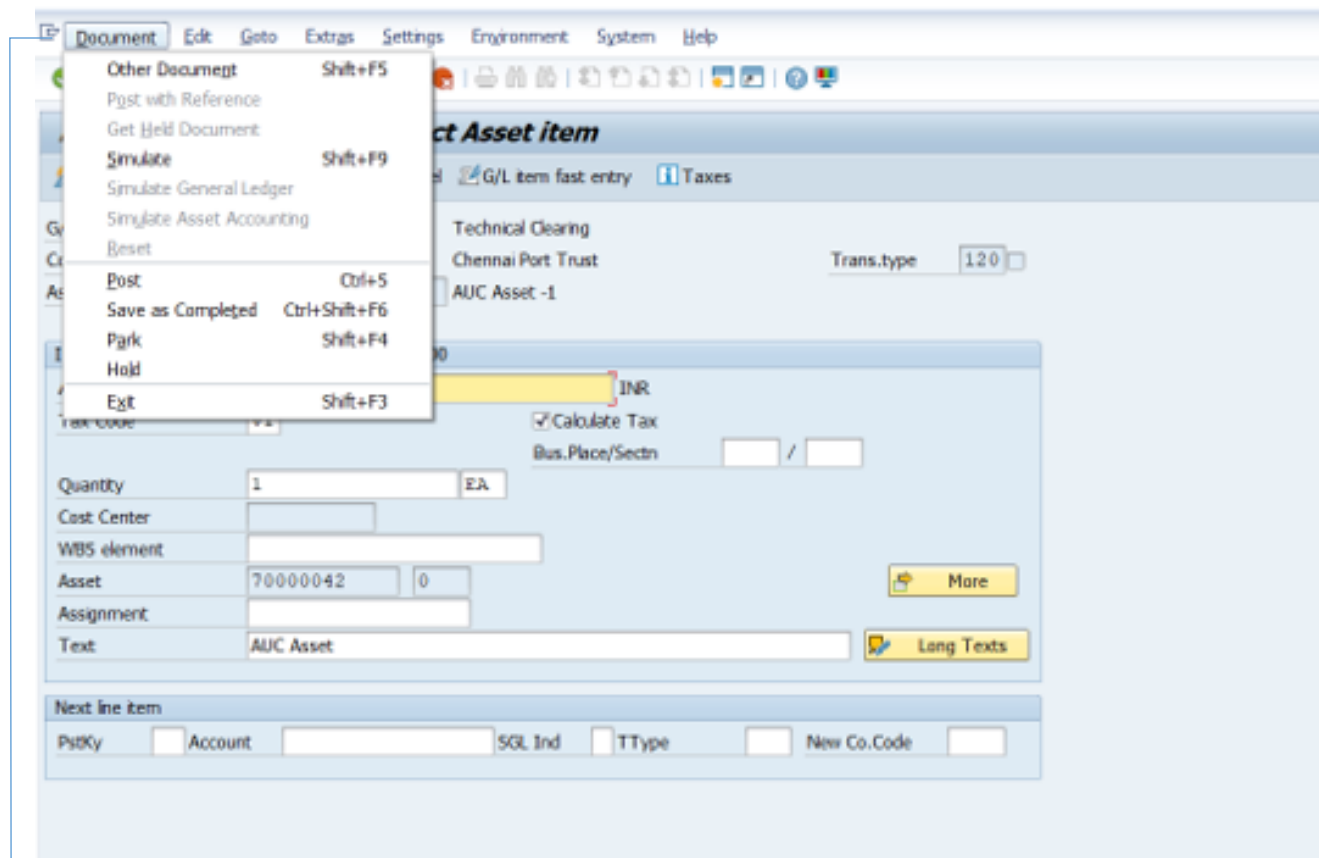 Document Edit Goto Extras Settings Environment System Help
Other Document Shift+F5
Post with Reference
Get Held Document
Simulate Shift+F9
Simulate General Ledger
Simulate Asset Accounting
Reset
Post Ctrl+S
Save as Completed Ctrl+Shift+F6
Park Shift+F4
Hold
Exit Shift+F3
ct Asset item
G/L item fast entry Taxes
Technical Clearing
Chennai Port Trust Trans.type 120
AUC Asset -1
INR
Tax Code Calculate Tax
Bus.Place/Sectn /
Quantity 1 EA
Cost Center
WBS element
Asset 70000042 0 More
Assignment
Text AUC Asset Long Texts
Next line item
PstKy Account SGL Ind TType New Co.Code